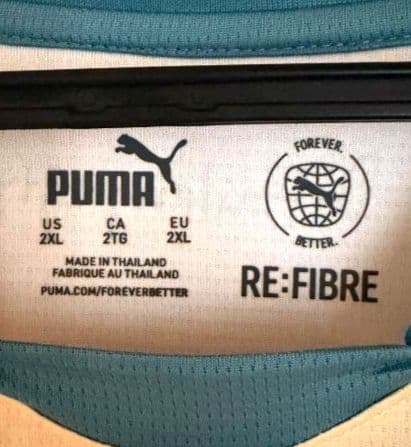 PUMA
US CA EU
2XL 2TG 2XL
MADE IN THAILAND
FABRIQUE AU THAILAND
PUMA.COM/FOREVERBETTER
FOREVER.
BETTER.
RE:FIBRE